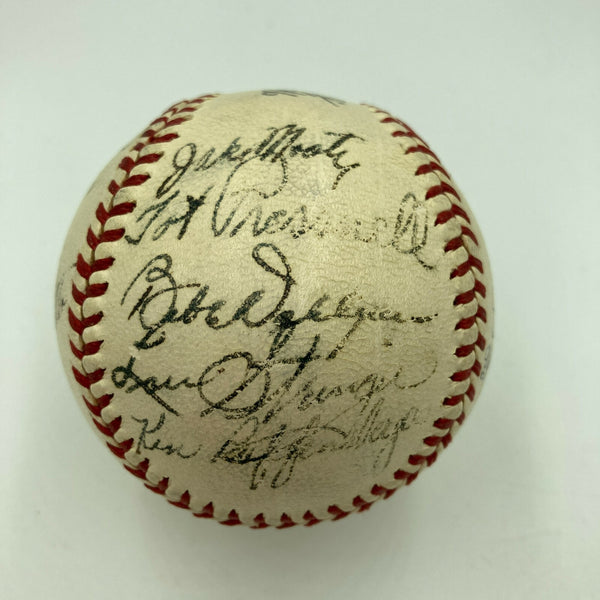 Jake Mooty
Tot Pressnell
Babe Dahlgren
Lou Stringer
Ken Raffensberger